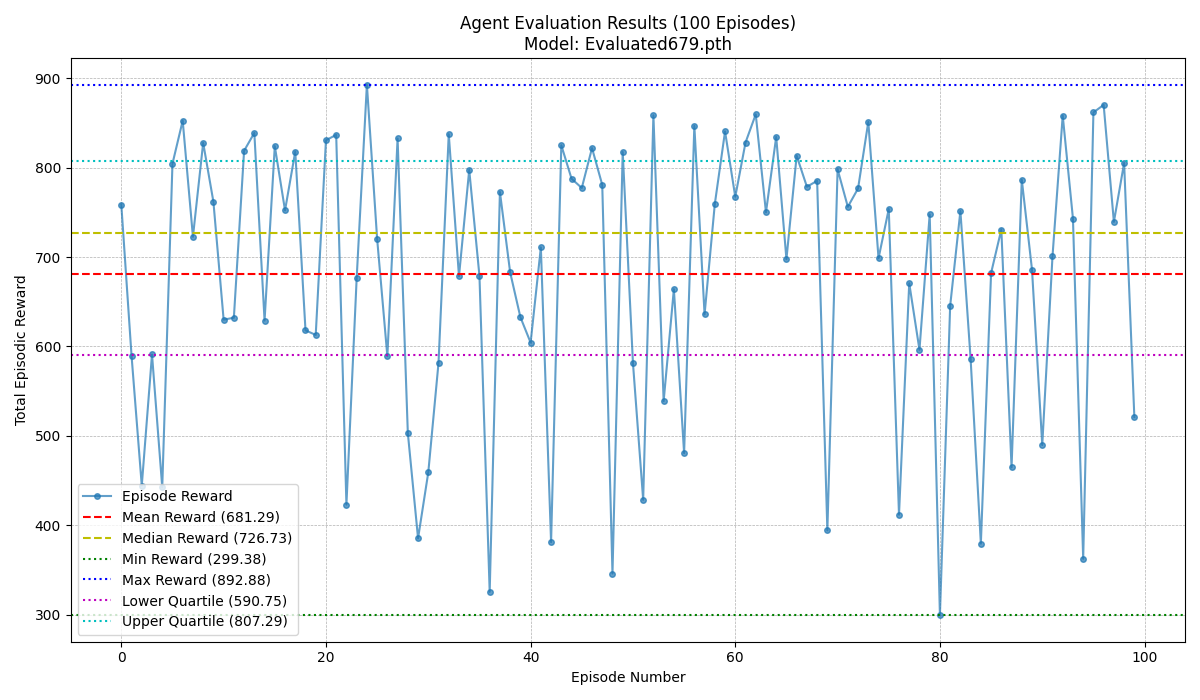 Agent Evaluation Results (100 Episodes)
Model: Evaluated679.pth
900
800
700
600
500
400
300
Total Episodic Reward
Episode Reward
Mean Reward (681.29)
Median Reward (726.73)
Min Reward (299.38)
Max Reward (892.88)
Lower Quartile (590.75)
Upper Quartile (807.29)
0 20 40 60 80 100
Episode Number